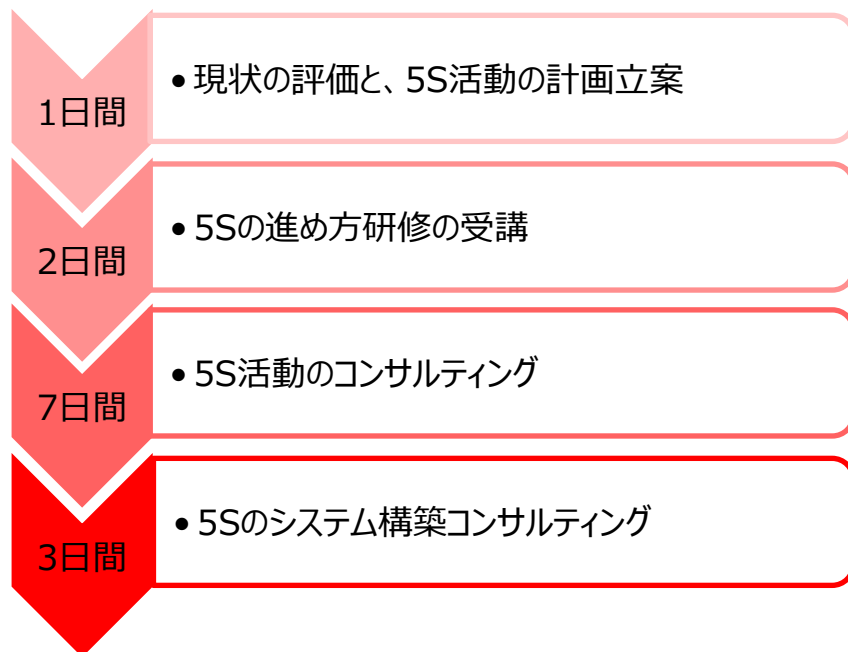 1日間
• 現状の評価と、5S活動の計画立案
2日間
• 5Sの進め方研修の受講
7日間
• 5S活動のコンサルティング
3日間
• 5Sのシステム構築コンサルティング